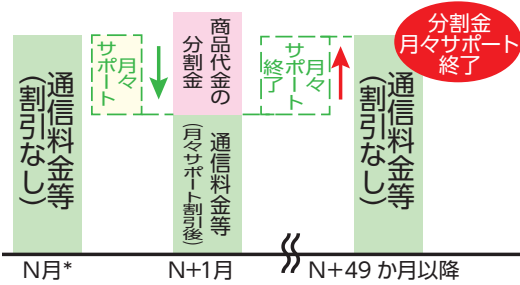 通信料金等
(割引なし)
月々
サポート
商品代金の
分割金
通信料金等
(月々サポート割引後)
月々
サポート
終了
通信料金等
(割引なし)
分割金
月々サポート
終了
N月*
N+1月
N+49か月以降